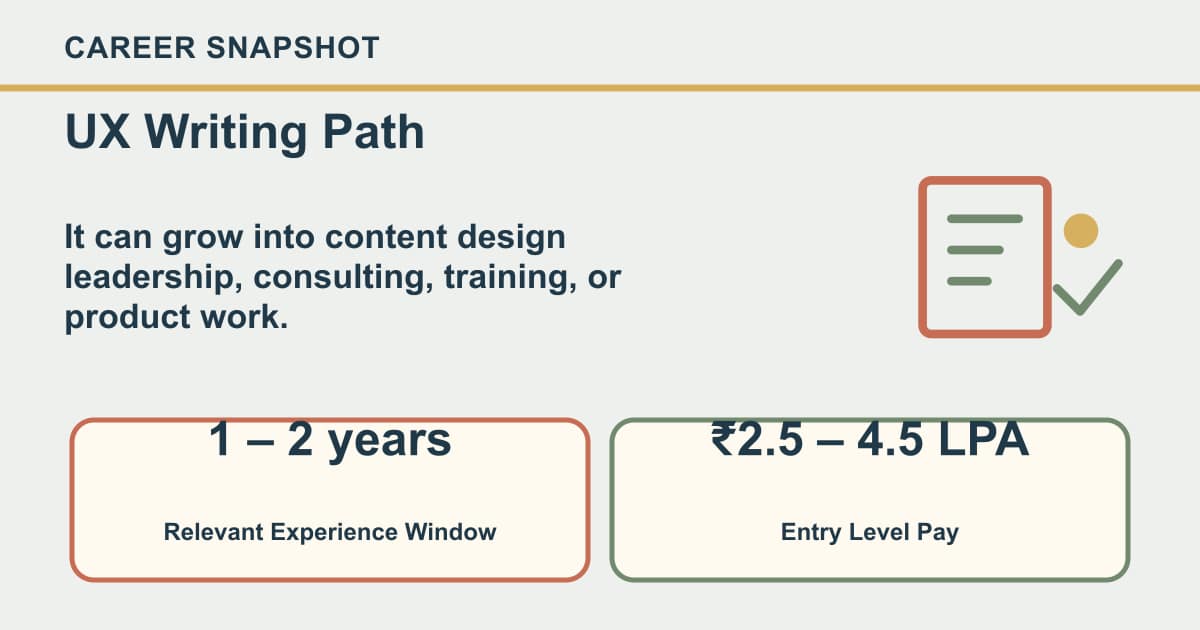 CAREER SNAPSHOT
UX Writing Path
It can grow into content design
leadership, consulting, training, or
product work.
1 – 2 years
Relevant Experience Window
₹2.5 – 4.5 LPA
Entry Level Pay